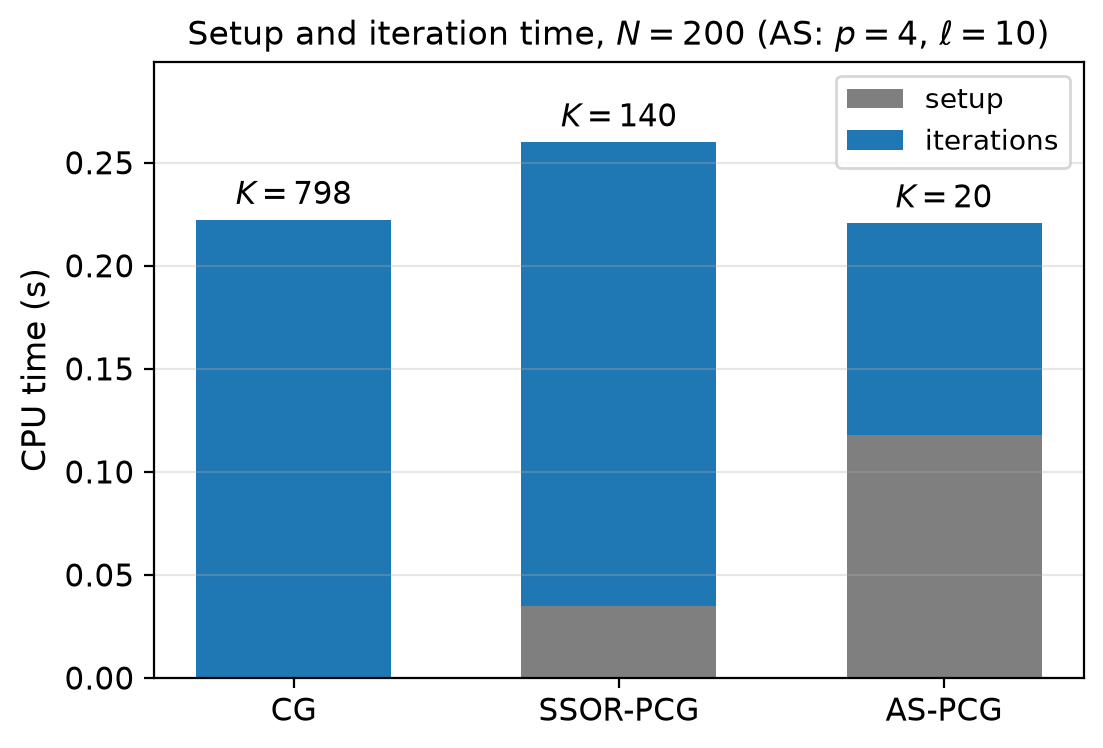 Setup and iteration time, N = 200 (AS: p = 4, ℓ = 10)
setup
iterations
K = 798
K = 140
K = 20
CPU time (s)
0.25
0.20
0.15
0.10
0.05
0.00
CG
SSOR-PCG
AS-PCG